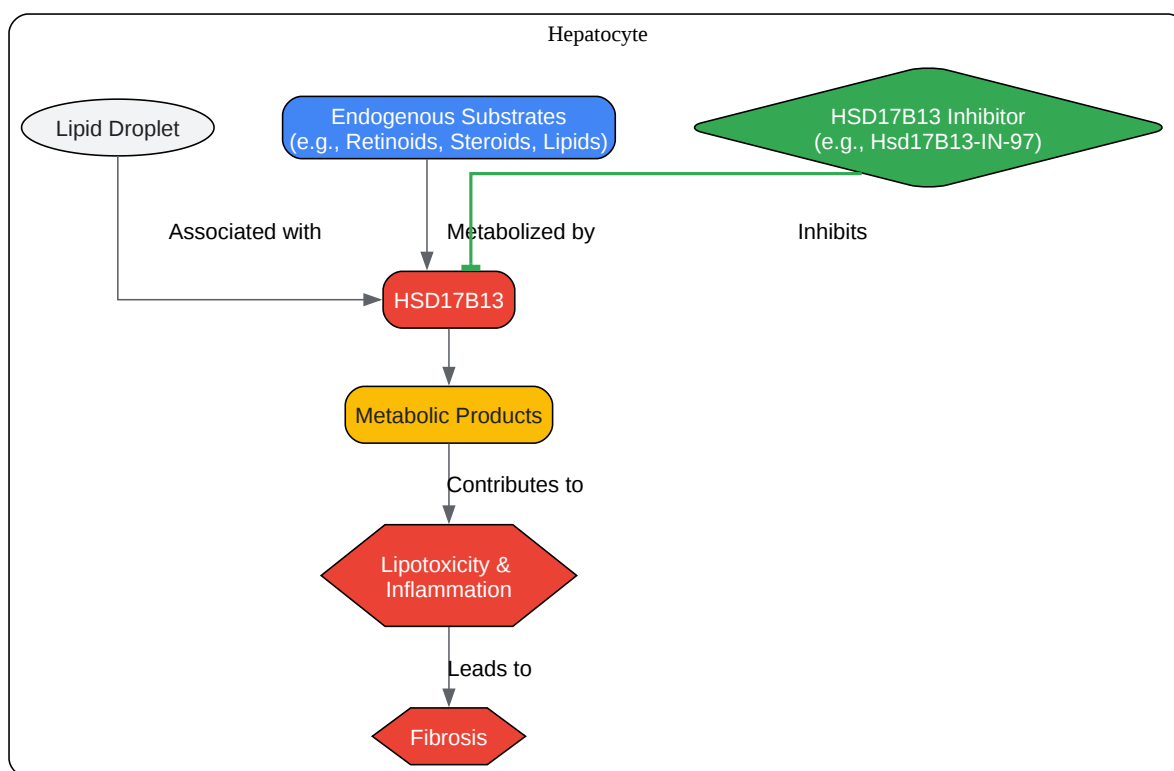 Hepatocyte
Lipid Droplet
Endogenous Substrates
(e.g., Retinoids, Steroids, Lipids)
HSD17B13 Inhibitor
(e.g., Hsd17B13-IN-97)
Associated with
Metabolized by
Inhibits
HSD17B13
Metabolic Products
Contributes to
Lipotoxicity &
Inflammation
Leads to
Fibrosis